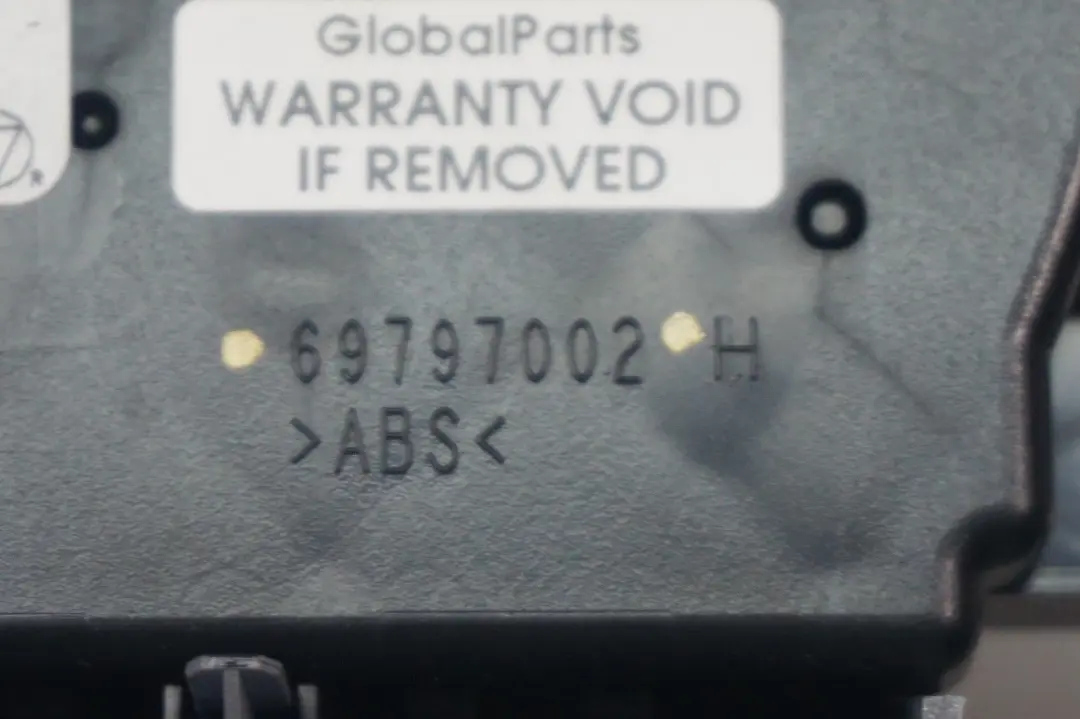 GlobalParts
WARRANTY VOID
IF REMOVED
69797002 H
>ABS<